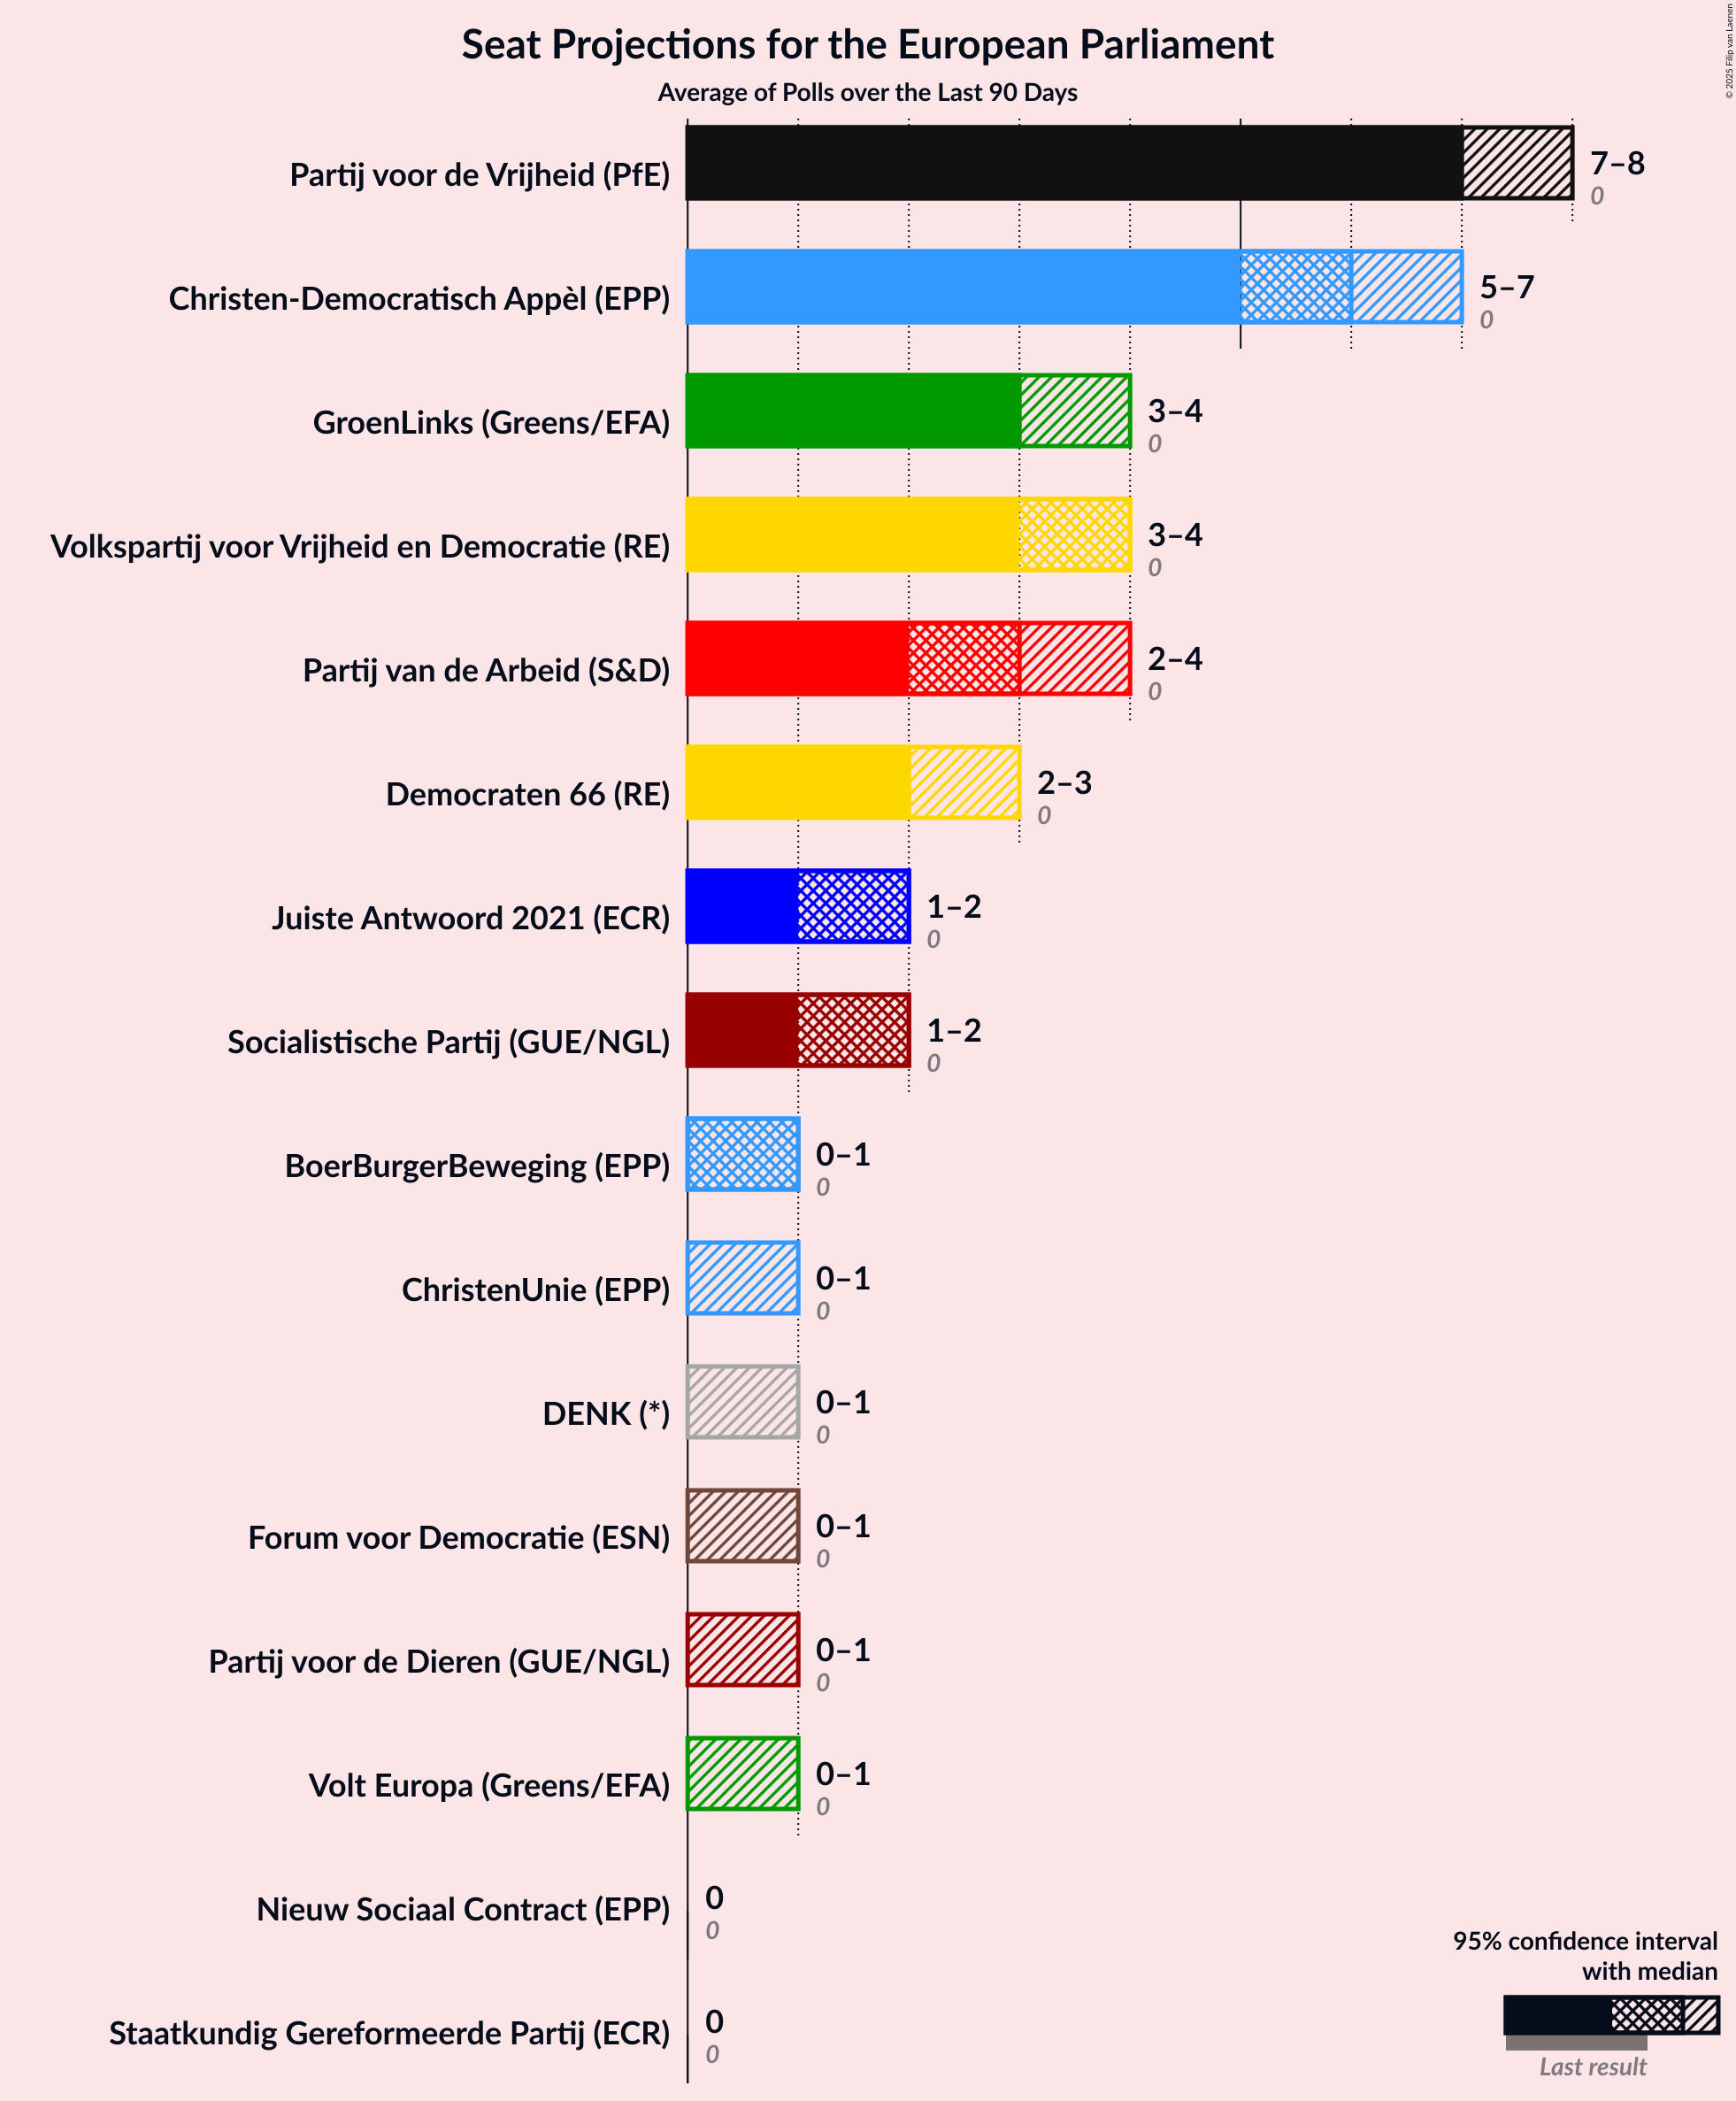 Seat Projections for the European Parliament
Average of Polls over the Last 90 Days
© 2025 Filip van Laenen
Partij voor de Vrijheid (PfE)
7–8
0
Christen-Democratisch Appèl (EPP)
5–7
0
GroenLinks (Greens/EFA)
3–4
0
Volkspartij voor Vrijheid en Democratie (RE)
3–4
0
Partij van de Arbeid (S&D)
2–4
0
Democraten 66 (RE)
2–3
0
Juiste Antwoord 2021 (ECR)
1–2
0
Socialistische Partij (GUE/NGL)
1–2
0
BoerBurgerBeweging (EPP)
0–1
0
ChristenUnie (EPP)
0–1
0
DENK (*)
0–1
0
Forum voor Democratie (ESN)
0–1
0
Partij voor de Dieren (GUE/NGL)
0–1
0
Volt Europa (Greens/EFA)
0–1
0
Nieuw Sociaal Contract (EPP)
0
0
Staatkundig Gereformeerde Partij (ECR)
0
0
95% confidence interval
with median
Last result